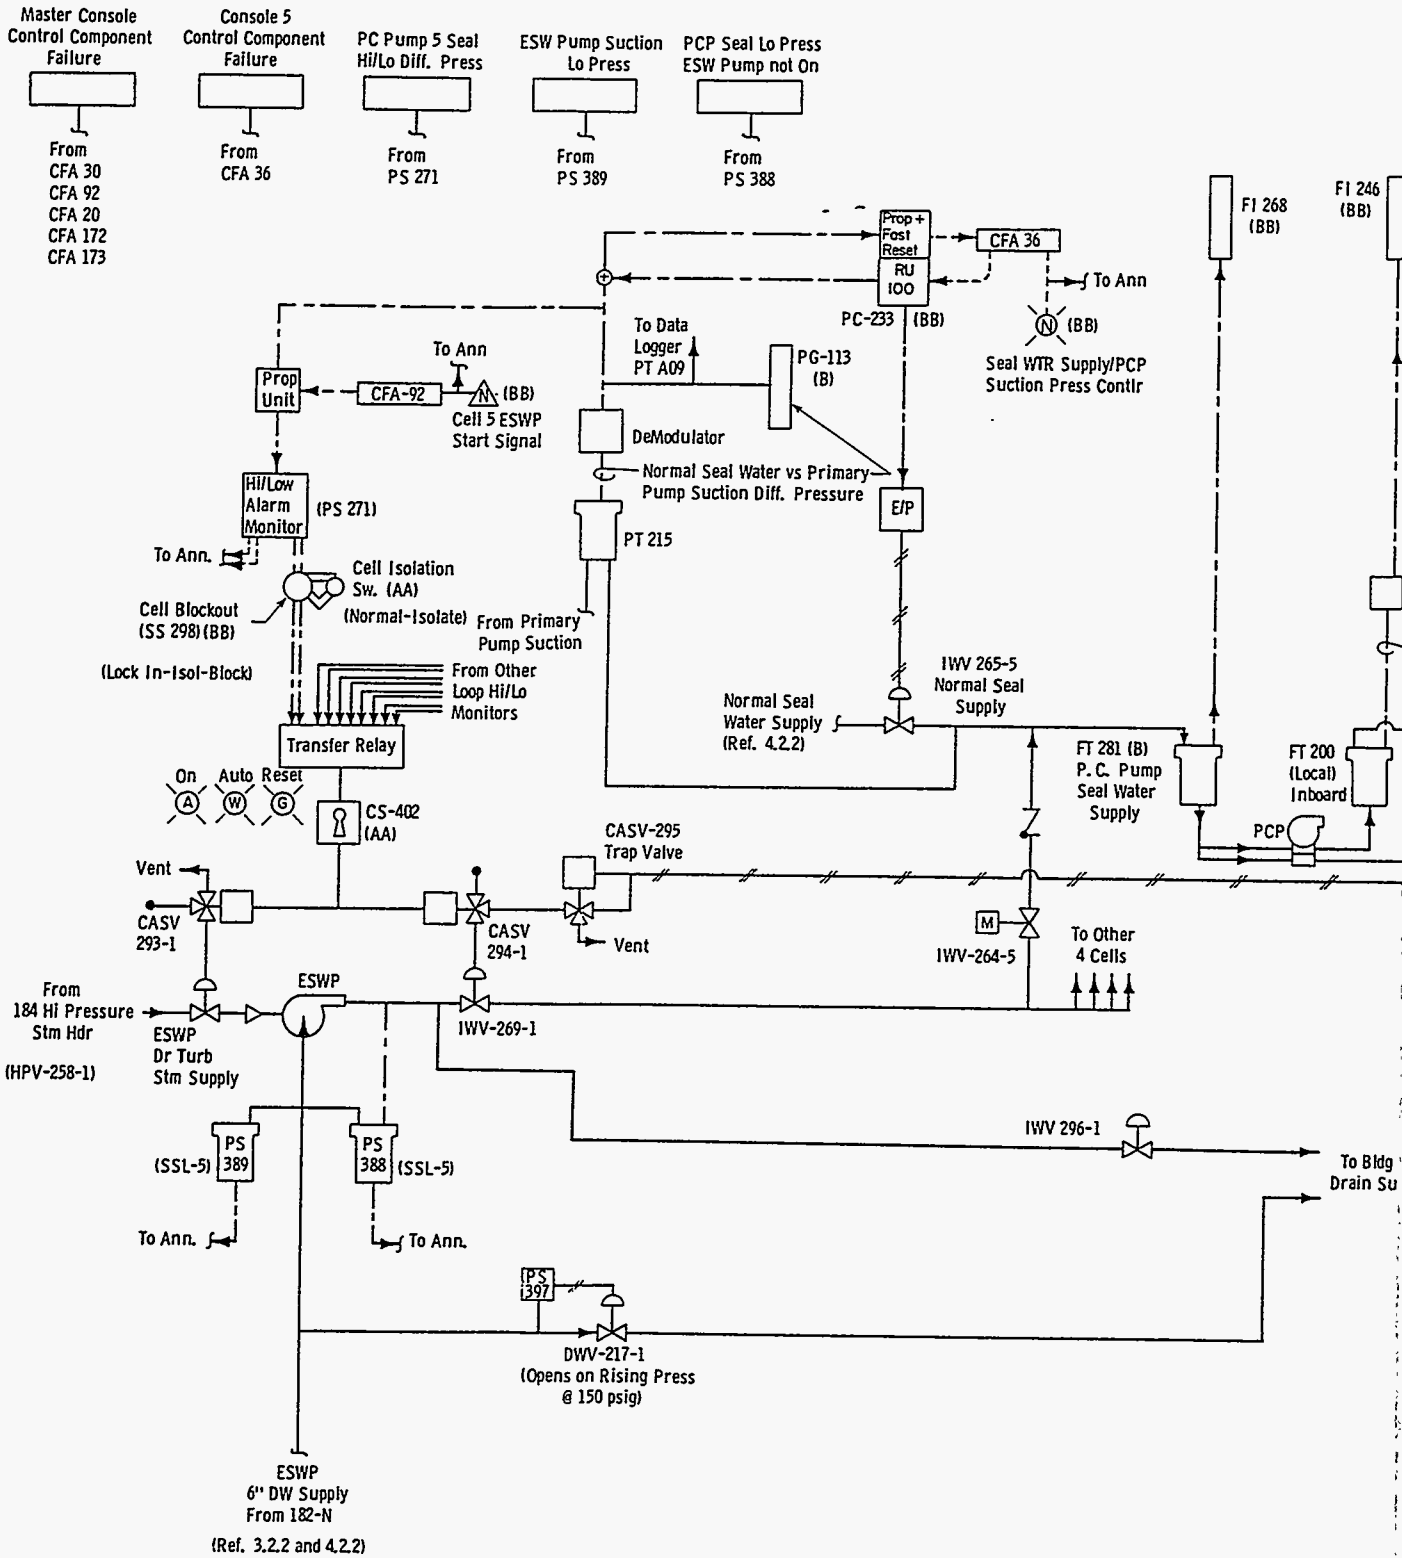 Master Console
Control Component
Failure
Console 5
Control Component
Failure
PC Pump 5 Seal
Hi/Lo Diff. Press
ESW Pump Suction
Lo Press
PCP Seal Lo Press
ESW Pump not On
From
CFA 30
CFA 92
CFA 20
CFA 172
CFA 173
From
CFA 36
From
PS 271
From
PS 389
From
PS 388
FI 268
(BB)
FI 246
(BB)
Prop +
Fast
Reset
RU
100
CFA 36
To Ann
PC-233 (BB)
N (BB)
Seal WTR Supply/PCP
Suction Press Contlr
To Data
Logger
PT A09
PG-113
(B)
To Ann
Prop
Unit
CFA-92
N (BB)
Cell 5 ESWP
Start Signal
DeModulator
Normal Seal Water vs Primary
Pump Suction Diff. Pressure
E/P
Hi/Low
Alarm
Monitor
(PS 271)
To Ann.
PT 215
Cell Isolation
Sw. (AA)
(Normal-Isolate)
Cell Blockout
(SS 298)(BB)
(Lock In-Isol-Block)
From Primary
Pump Suction
From Other
Loop Hi/Lo
Monitors
Transfer Relay
IWV 265-5
Normal Seal
Supply
Normal Seal
Water Supply
(Ref. 4.2.2)
FT 281 (B)
P. C. Pump
Seal Water
Supply
FT 200
(Local)
Inboard
On Auto Reset
A W G
CS-402
(AA)
PCP
CASV-295
Trap Valve
Vent
CASV
293-1
CASV
294-1
Vent
M
IWV-264-5
To Other
4 Cells
From
184 Hi Pressure
Stm Hdr
(HPV-258-1)
ESWP
ESWP
Dr Turb
Stm Supply
IWV-269-1
PS
389
(SSL-5)
PS
388
(SSL-5)
To Ann.
To Ann.
IWV 296-1
To Bldg
Drain Su
PS
397
DWV-217-1
(Opens on Rising Press
@ 150 psig)
ESWP
6" DW Supply
From 182-N
(Ref. 3.2.2 and 4.2.2)